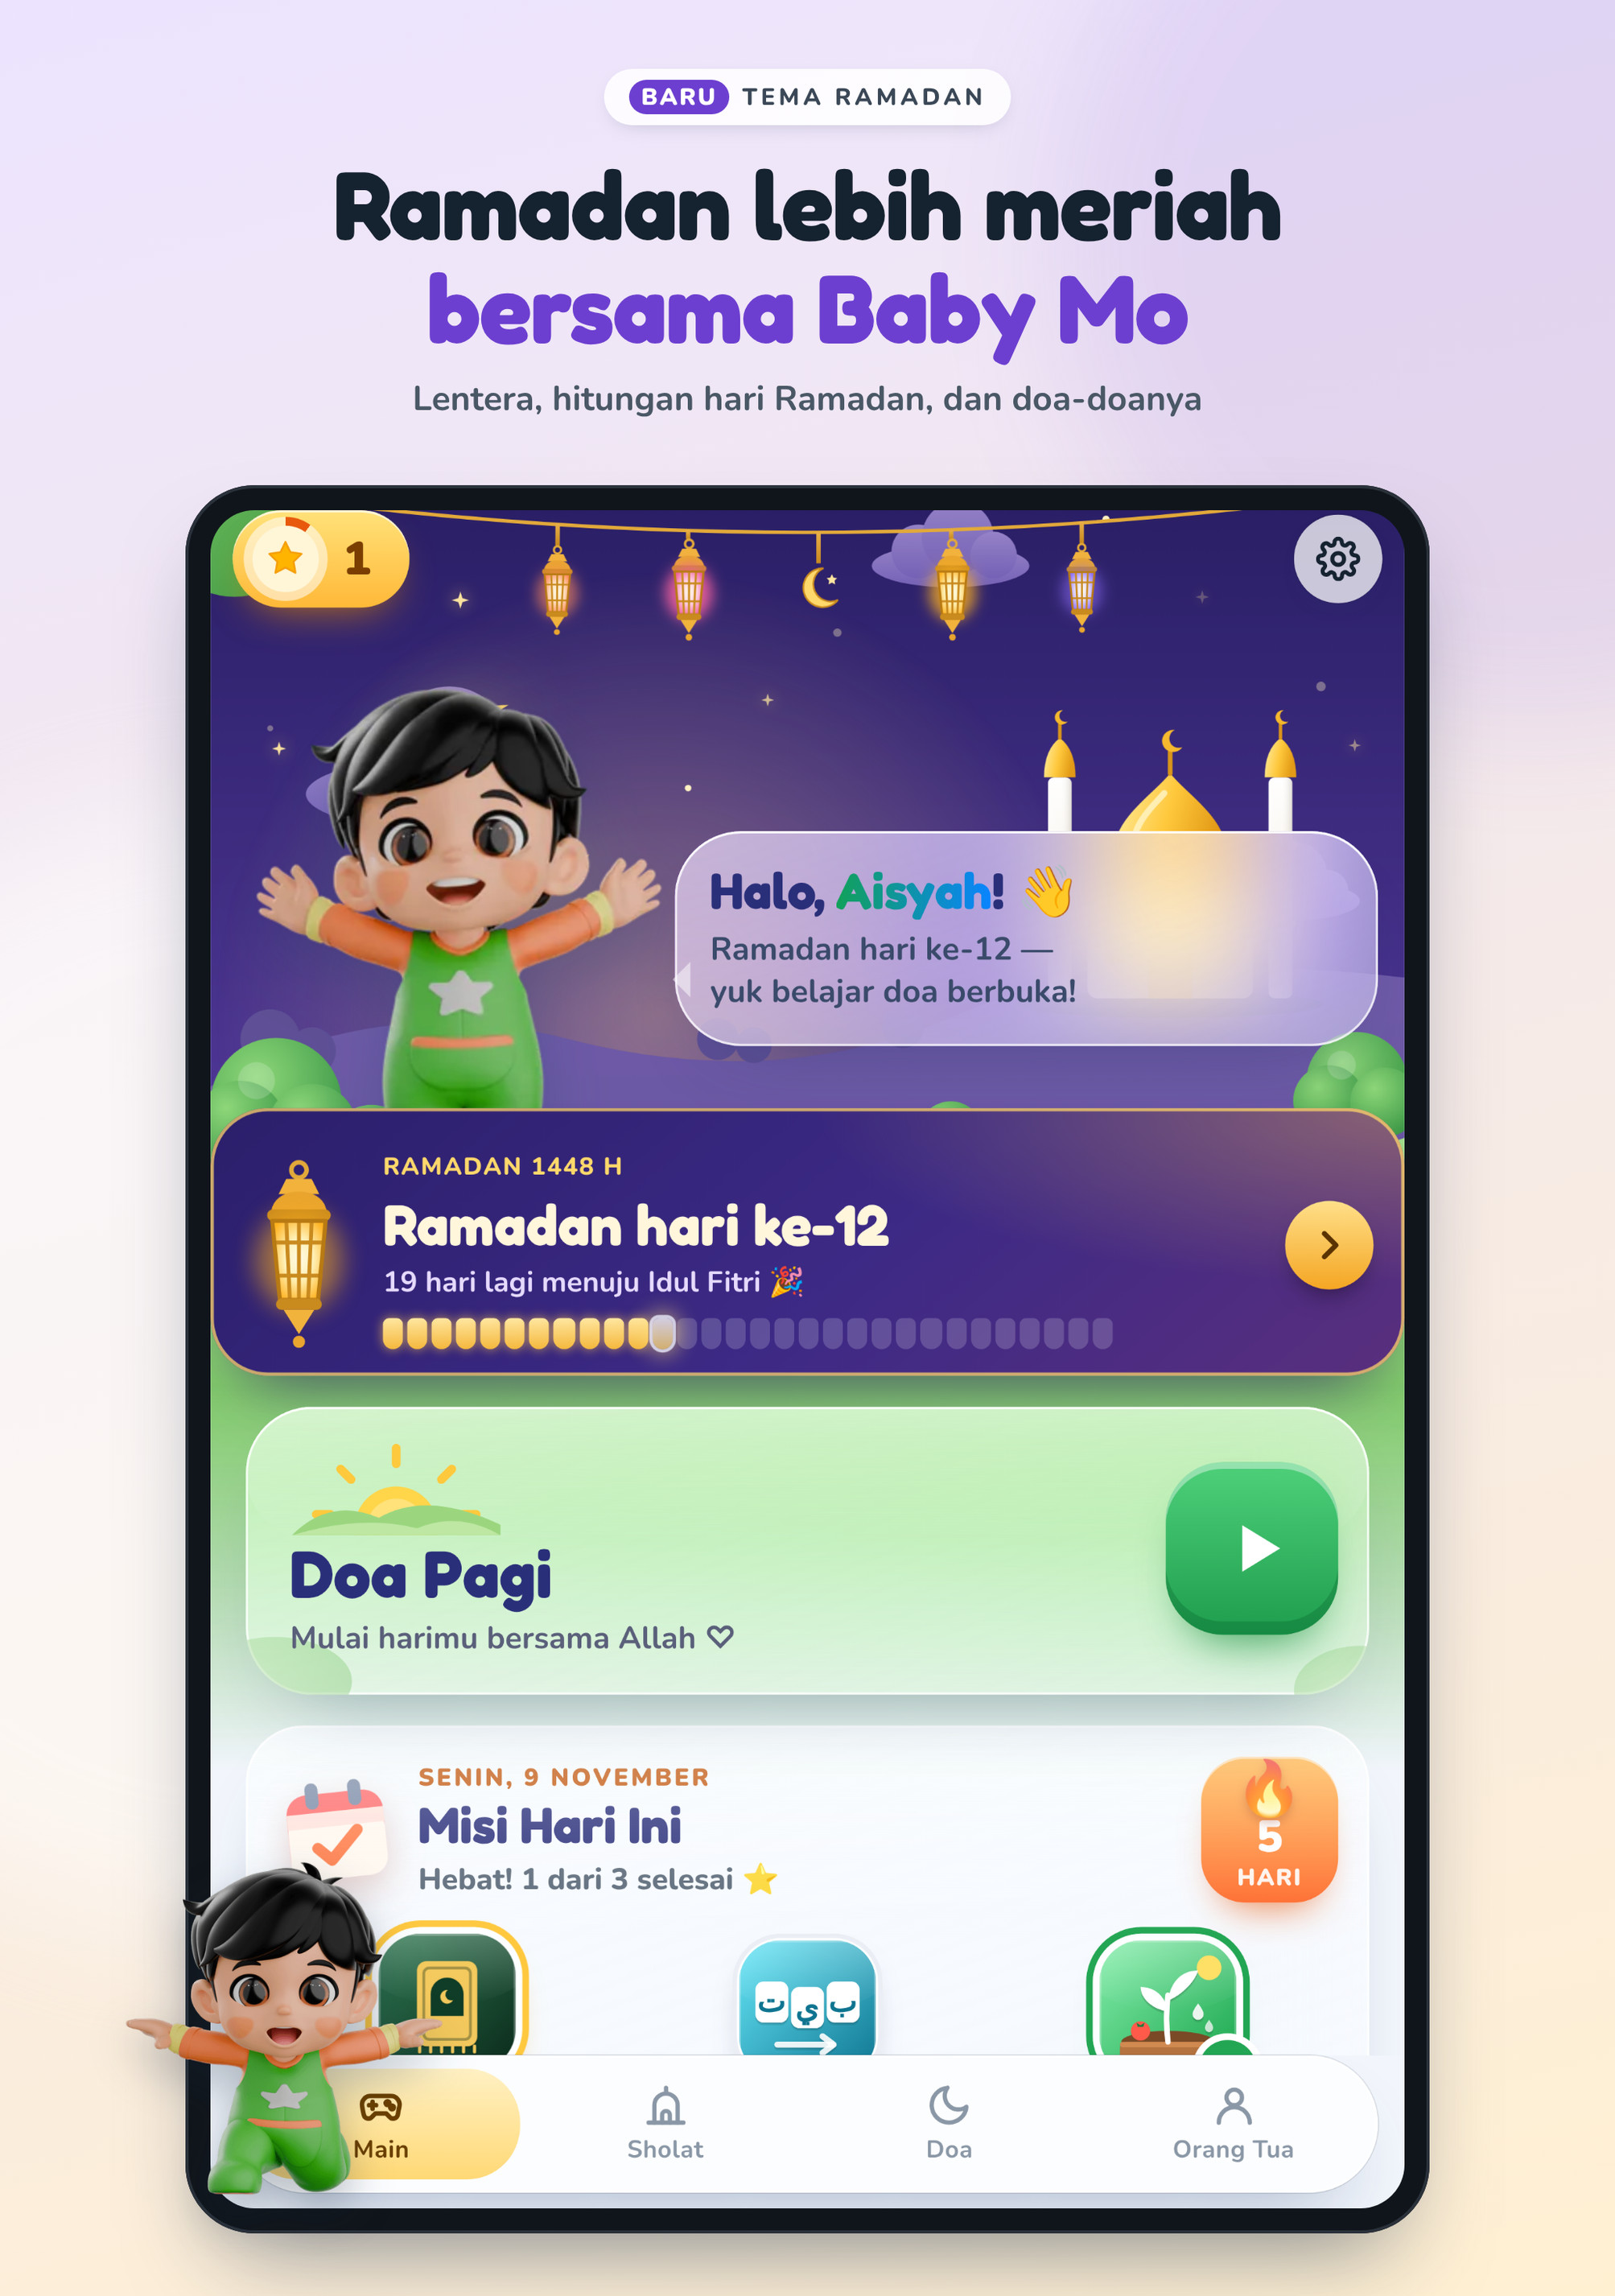 BARU TEMA RAMADAN
Ramadan lebih meriah
bersama Baby Mo
Lentera, hitungan hari Ramadan, dan doa-doanya
1
Halo, Aisyah! 👋
Ramadan hari ke-12 —
yuk belajar doa berbuka!
RAMADAN 1448 H
Ramadan hari ke-12
19 hari lagi menuju Idul Fitri 🎉
Doa Pagi
Mulai harimu bersama Allah ♡
SENIN, 9 NOVEMBER
Misi Hari Ini
Hebat! 1 dari 3 selesai ⭐
5
HARI
ب ي ت
Main
Sholat
Doa
Orang Tua